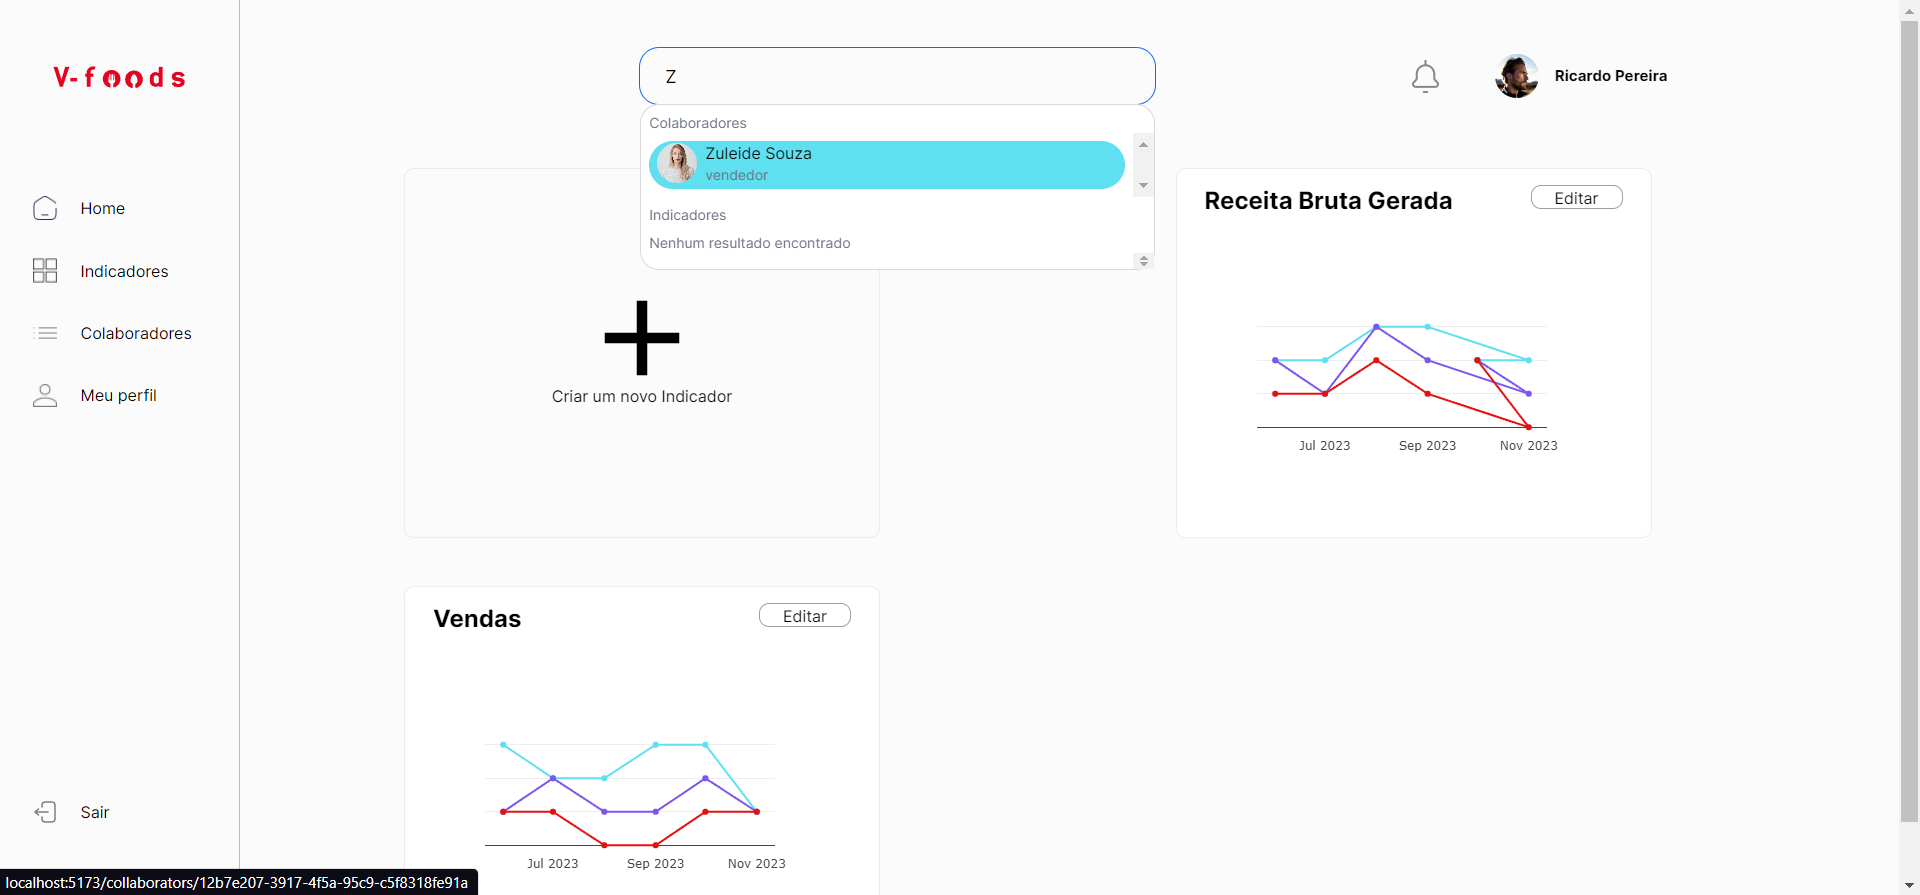 V-foods
Z
Ricardo Pereira
Colaboradores
Zuleide Souza
vendedor
Indicadores
Nenhum resultado encontrado
Home
Indicadores
Colaboradores
Meu perfil
Sair
Criar um novo Indicador
Receita Bruta Gerada
Editar
Jul 2023 Sep 2023 Nov 2023
Vendas
Editar
Jul 2023 Sep 2023 Nov 2023
localhost:5173/collaborators/12b7e207-3917-4f5a-95c9-c5f8318fe91a